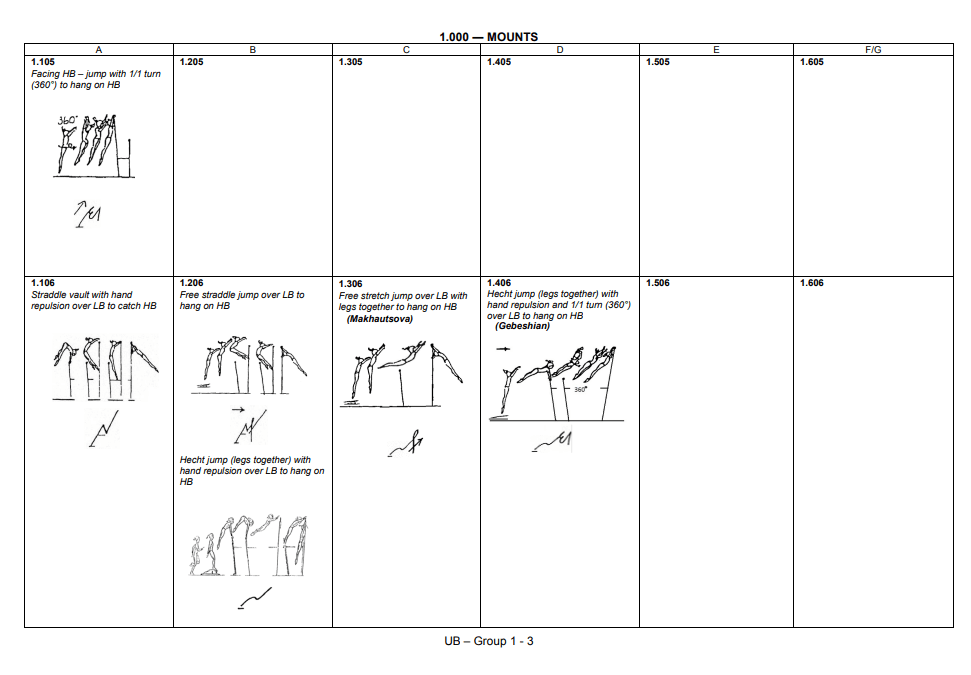 1.000 — MOUNTS
A B C D E F/G
1.105
Facing HB – jump with 1/1 turn
(360°) to hang on HB
360°
1.205
1.305
1.405
1.505
1.605
1.106
Straddle vault with hand
repulsion over LB to catch HB
1.206
Free straddle jump over LB to
hang on HB
Hecht jump (legs together) with
hand repulsion over LB to hang on
HB
1.306
Free stretch jump over LB with
legs together to hang on HB
(Makhautsova)
1.406
Hecht jump (legs together) with
hand repulsion and 1/1 turn (360°)
over LB to hang on HB
(Gebeshian)
360°
1.506
1.606
UB – Group 1 - 3